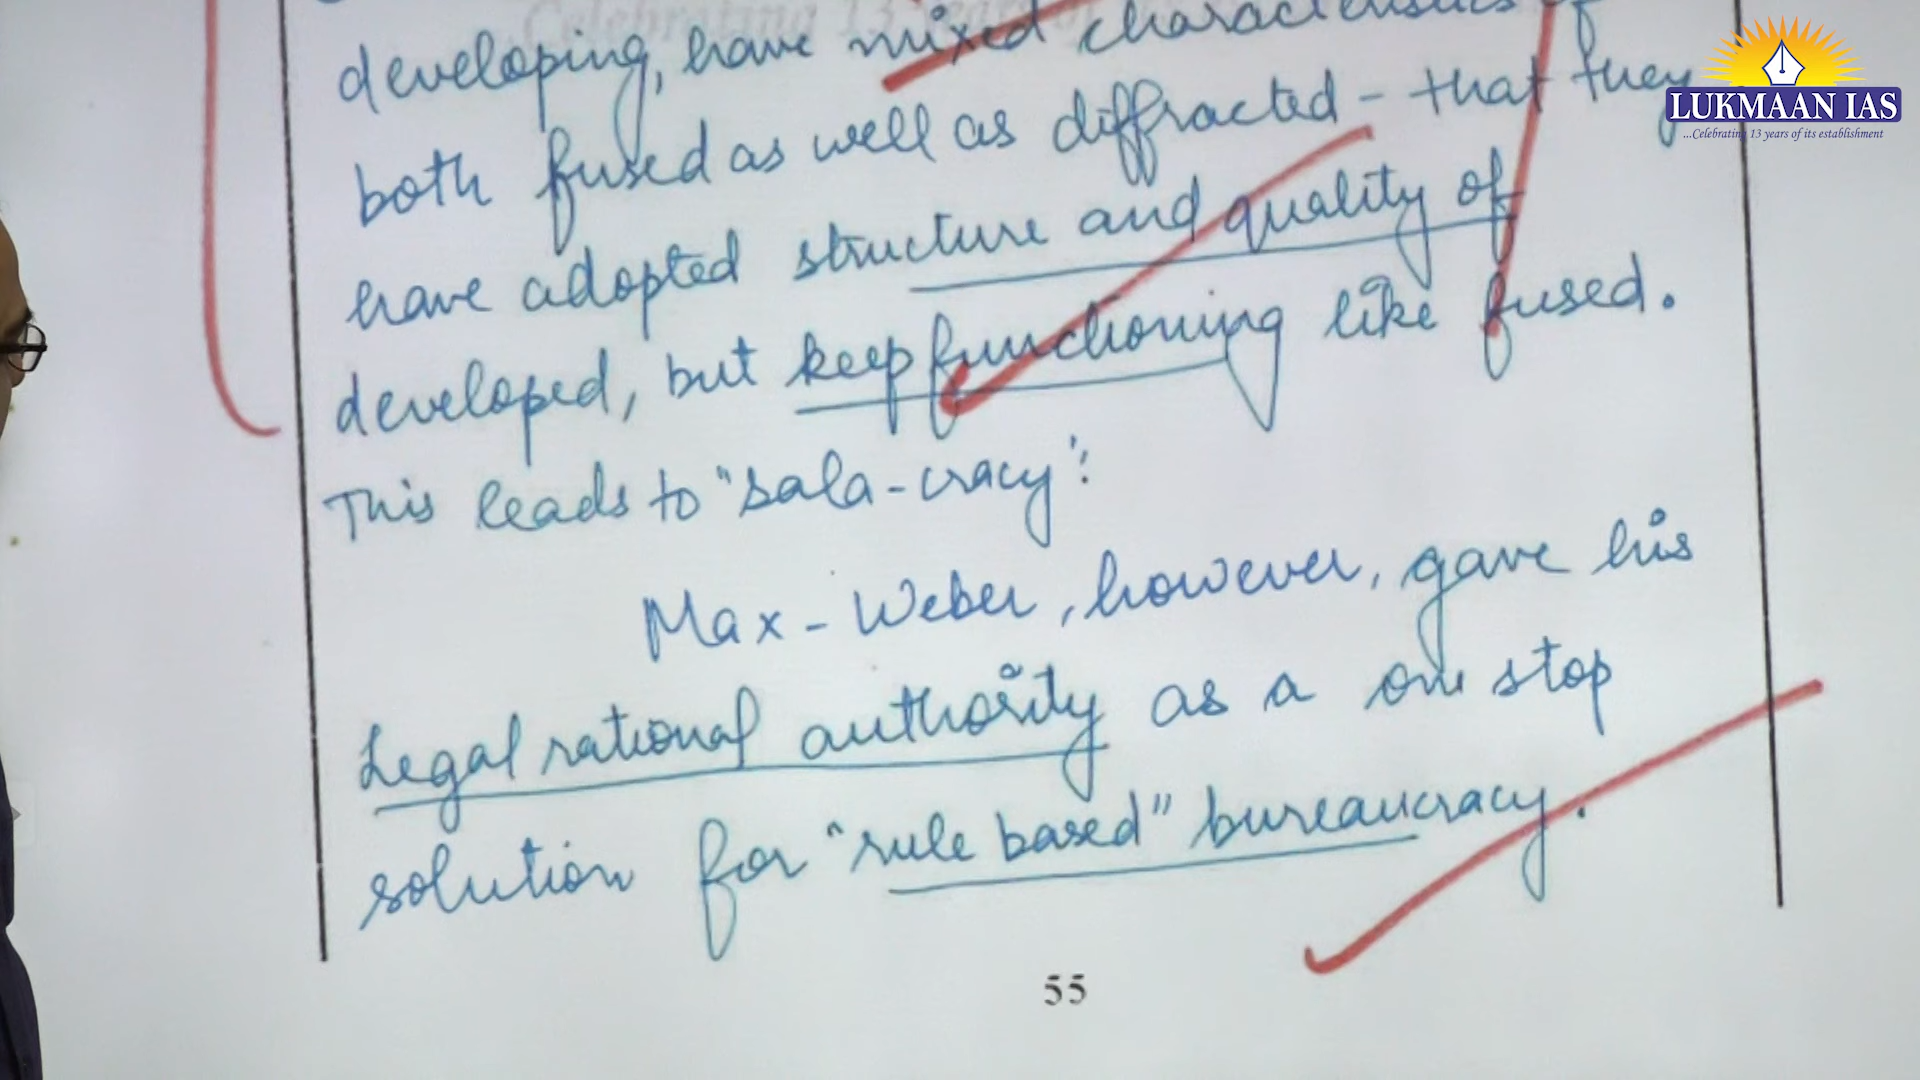 developing, have mixed characteristics of
both fused as well as diffracted - that they
have adopted structure and quality of
developed, but keep functioning like fused.
This leads to "sala-cracy".
Max-Weber, however, gave his
Legal rational authority as a one stop
solution for "rule based" bureaucracy.
55
LUKMAAN IAS
...Celebrating 13 years of its establishment